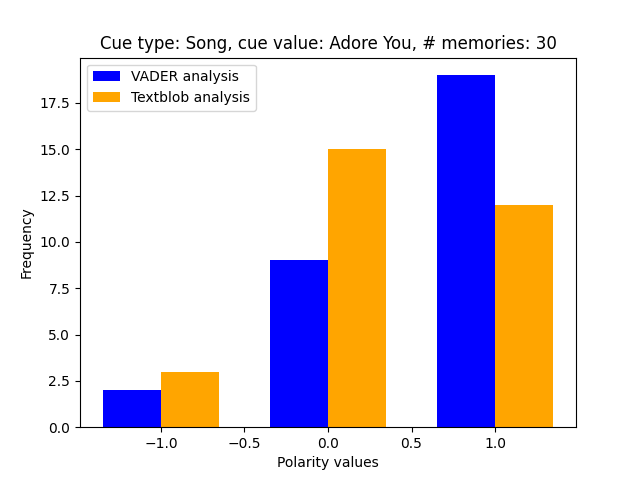 Cue type: Song, cue value: Adore You, # memories: 30
VADER analysis
Textblob analysis
17.5
15.0
12.5
10.0
7.5
5.0
2.5
0.0
Frequency
−1.0 −0.5 0.0 0.5 1.0
Polarity values